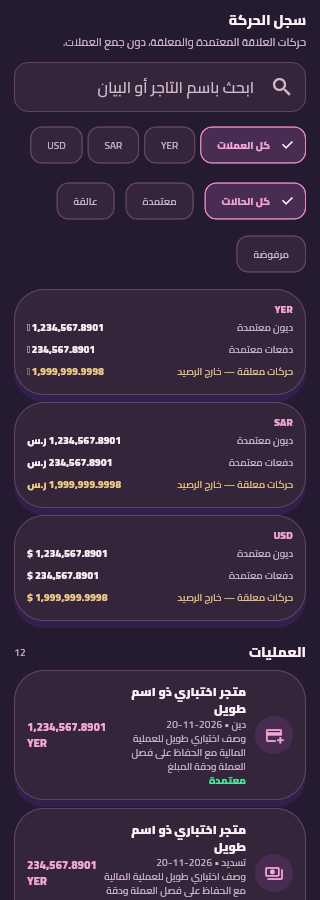 سجل الحركة
حركات العلاقة المعتمدة والمعلقة، دون جمع العملات.
ابحث باسم التاجر أو البيان
كل العملات YER SAR USD
كل الحالات معتمدة عالقة
مرفوضة
YER
ديون معتمدة 1,234,567.8901
دفعات معتمدة 234,567.8901
حركات معلقة — خارج الرصيد 1,999,999.9998
SAR
ديون معتمدة 1,234,567.8901 ر.س
دفعات معتمدة 234,567.8901 ر.س
حركات معلقة — خارج الرصيد 1,999,999.9998 ر.س
USD
ديون معتمدة 1,234,567.8901 $
دفعات معتمدة 234,567.8901 $
حركات معلقة — خارج الرصيد 1,999,999.9998 $
العمليات 12
متجر اختباري ذو اسم
طويل
دين • 2026-11-20
وصف اختباري طويل للعملية
المالية مع الحفاظ على فصل
العملة ودقة المبلغ
معتمدة
1,234,567.8901
YER
متجر اختباري ذو اسم
طويل
تسديد • 2026-11-20
وصف اختباري طويل للعملية المالية
مع الحفاظ على فصل العملة ودقة
234,567.8901
YER